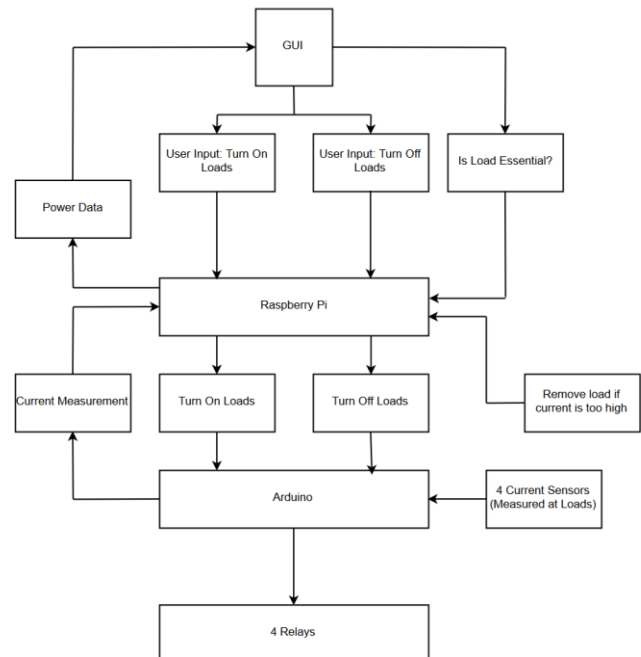 GUI
User Input: Turn On
Loads
User Input: Turn Off
Loads
Is Load Essential?
Power Data
Raspberry Pi
Current Measurement
Turn On Loads
Turn Off Loads
Remove load if
current is too high
Arduino
4 Current Sensors
(Measured at Loads)
4 Relays